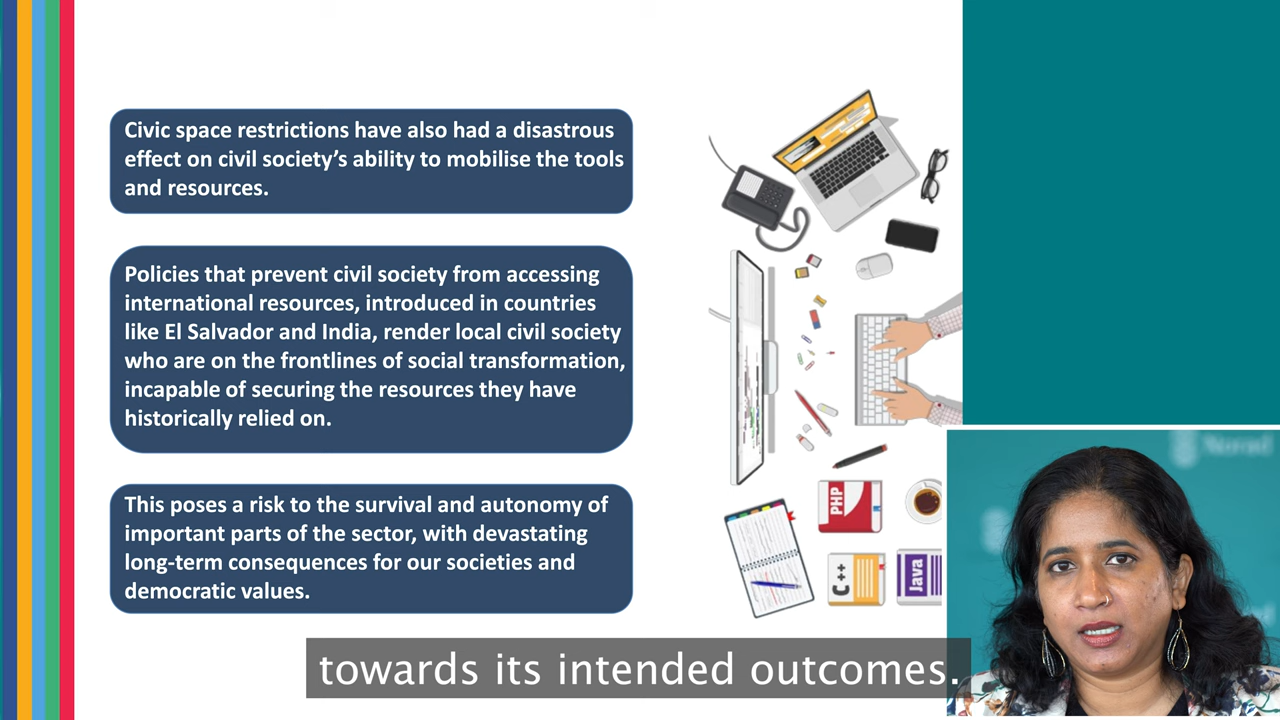 Civic space restrictions have also had a disastrous
effect on civil society’s ability to mobilise the tools
and resources.
Policies that prevent civil society from accessing
international resources, introduced in countries
like El Salvador and India, render local civil society
who are on the frontlines of social transformation,
incapable of securing the resources they have
historically relied on.
This poses a risk to the survival and autonomy of
important parts of the sector, with devastating
long-term consequences for our societies and
democratic values.
PHP
C++
Java
Norad
towards its intended outcomes.